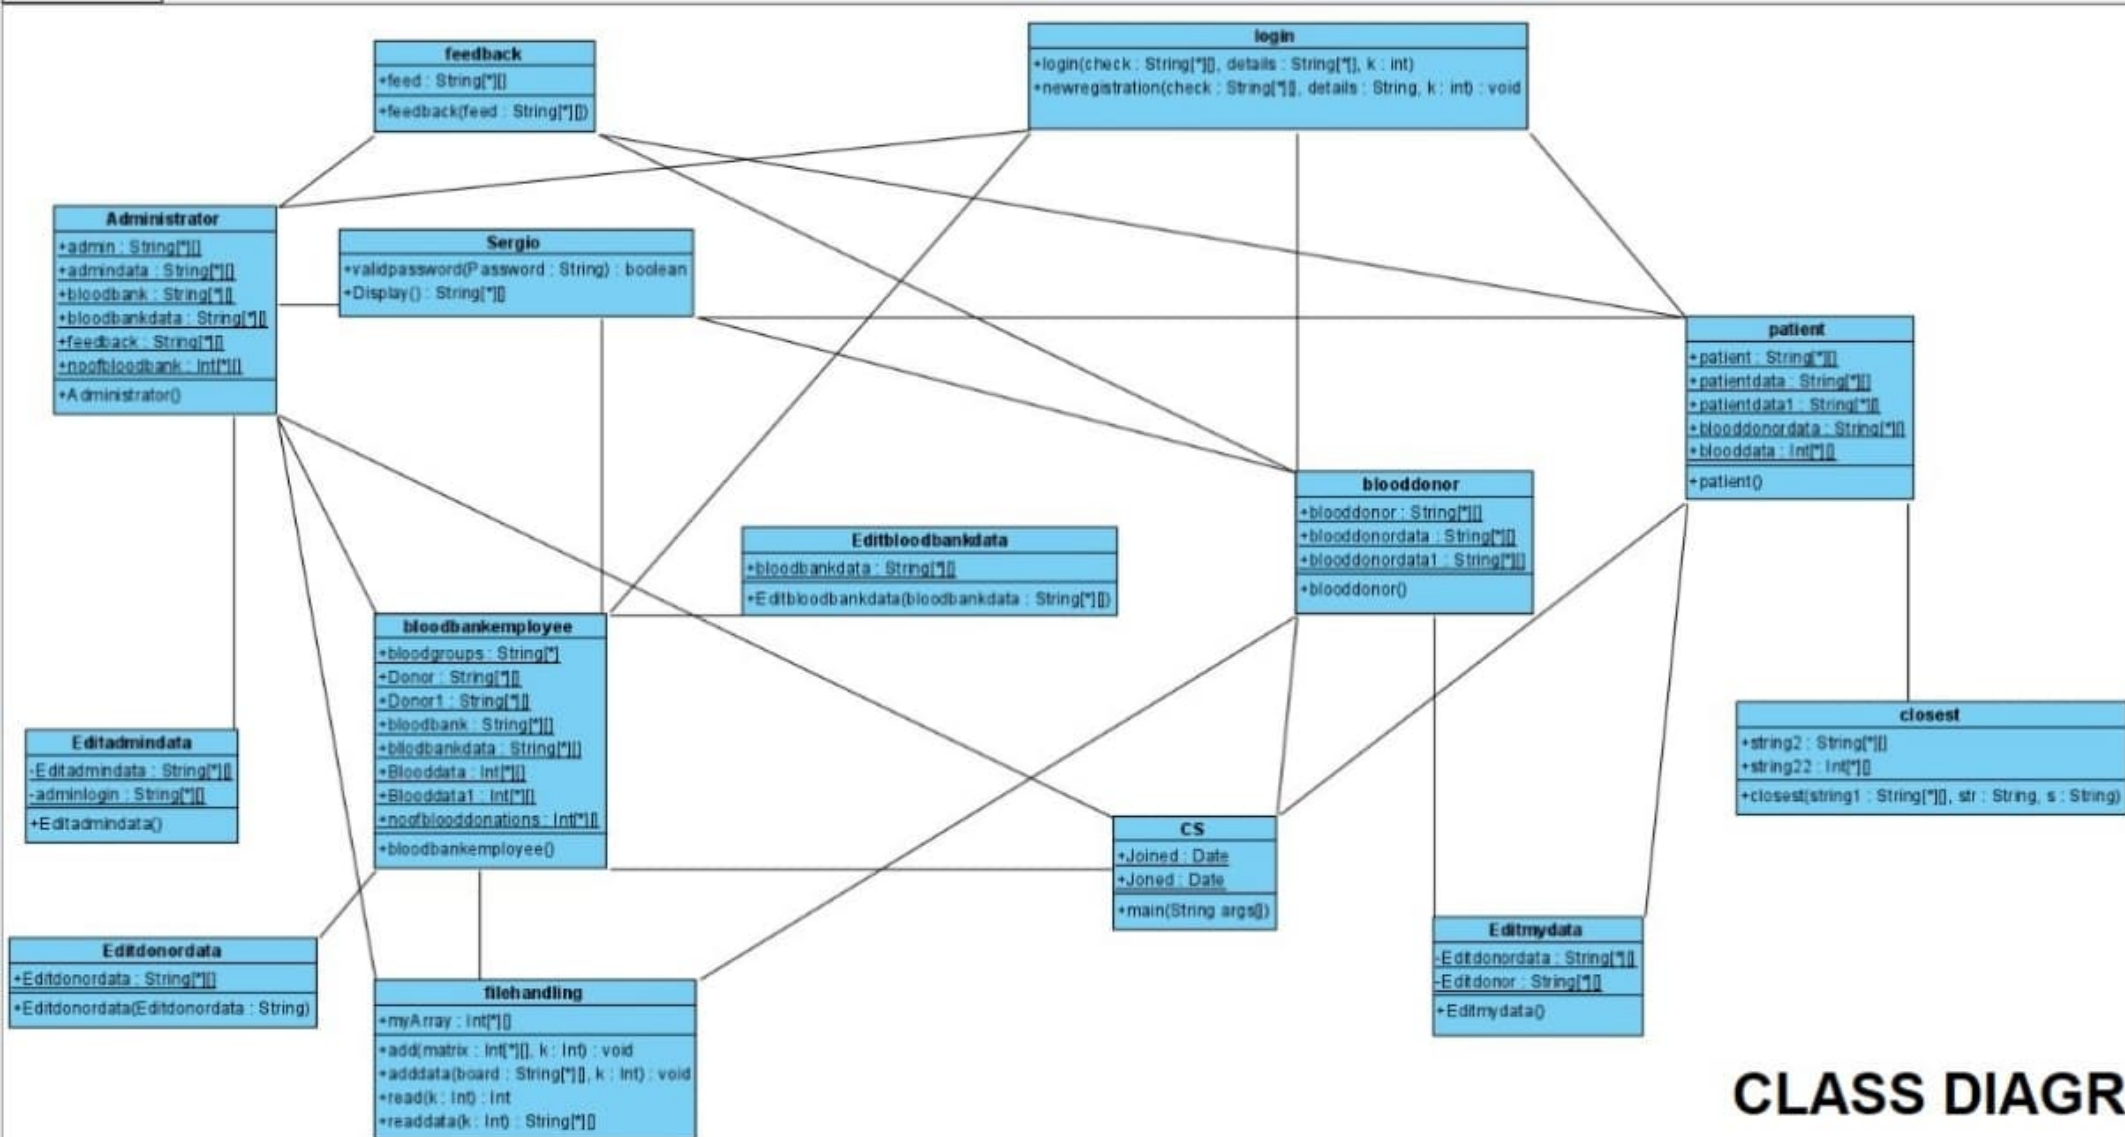 feedback
+feed : String[*][]
+feedback(feed : String[*][])
login
+login(check : String[*][], details : String[*[], k : int)
+newregistration(check : String[*][], details : String, k : int) : void
Administrator
+admin : String[*][]
+admindata : String[*][]
+bloodbank : String[*][]
+bloodbankdata : String[*][]
+feedback : String[*][]
+noofbloodbank : Int[*][]
+Administrator()
Sergio
+validpassword(Password : String) : boolean
+Display() : String[*][]
patient
+patient : String[*][]
+patientdata : String[*][]
+patientdata1 : String[*][]
+blooddonordata : String[*][]
+blooddata : Int[*][]
+patient()
blooddonor
+blooddonor : String[*][]
+blooddonordata : String[*][]
+blooddonordata1 : String[*][]
+blooddonor()
Editbloodbankdata
+bloodbankdata : String[*][]
+Editbloodbankdata(bloodbankdata : String[*][])
bloodbankemployee
+bloodgroups : String[*]
+Donor : String[*][]
+Donor1 : String[*][]
+bloodbank : String[*][]
+bllodbankdata : String[*][]
+Blooddata : Int[*][]
+Blooddata1 : Int[*][]
+noofblooddonations : Int[*][]
+bloodbankemployee()
closest
+string2 : String[*][]
+string22 : Int[*][]
+closest(string1 : String[*][], str : String, s : String)
Editadmindata
-Editadmindata : String[*][]
-adminlogin : String[*][]
+Editadmindata()
CS
+Joined : Date
+Joned : Date
+main(String args[])
Editmydata
-Editdonordata : String[*][]
-Editdonor : String[*][]
+Editmydata()
Editdonordata
+Editdonordata : String[*][]
+Editdonordata(Editdonordata : String)
filehandling
+myArray : Int[*][]
+add(matrix : Int[*][], k : Int) : void
+adddata(board : String[*][], k : Int) : void
+read(k : Int) : Int
+readdata(k : Int) : String[*][]
CLASS DIAGR